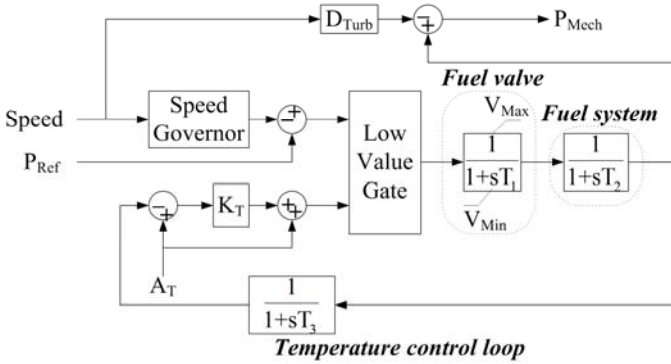 D_Turb
− +
P_Mech
Fuel valve
Speed
Speed
Governor
− +
P_Ref
Low
Value
Gate
V_Max
1
1+sT_1
V_Min
Fuel system
1
1+sT_2
− +
K_T
+ +
A_T
1
1+sT_3
Temperature control loop